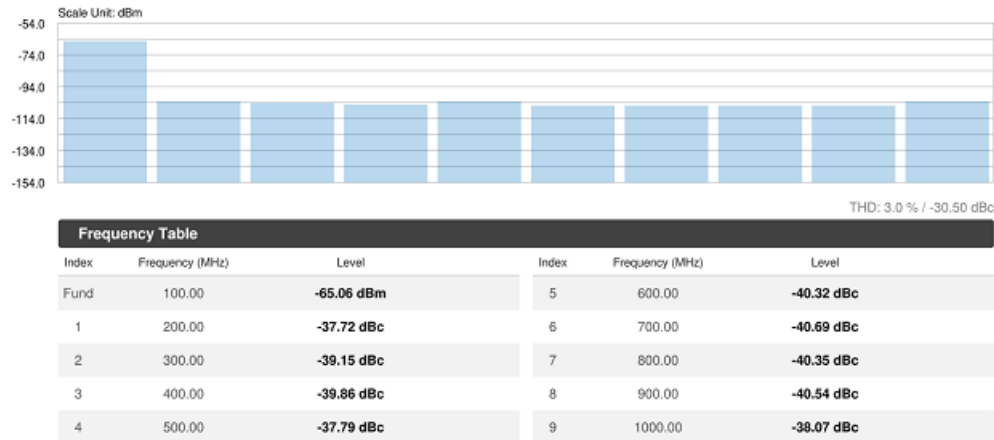 Scale Unit: dBm
-54.0
-74.0
-94.0
-114.0
-134.0
-154.0
THD: 3.0 % / -30.50 dBc
Frequency Table
Index Frequency (MHz) Level Index Frequency (MHz) Level
Fund 100.00 -65.06 dBm 5 600.00 -40.32 dBc
1 200.00 -37.72 dBc 6 700.00 -40.69 dBc
2 300.00 -39.15 dBc 7 800.00 -40.35 dBc
3 400.00 -39.86 dBc 8 900.00 -40.54 dBc
4 500.00 -37.79 dBc 9 1000.00 -38.07 dBc